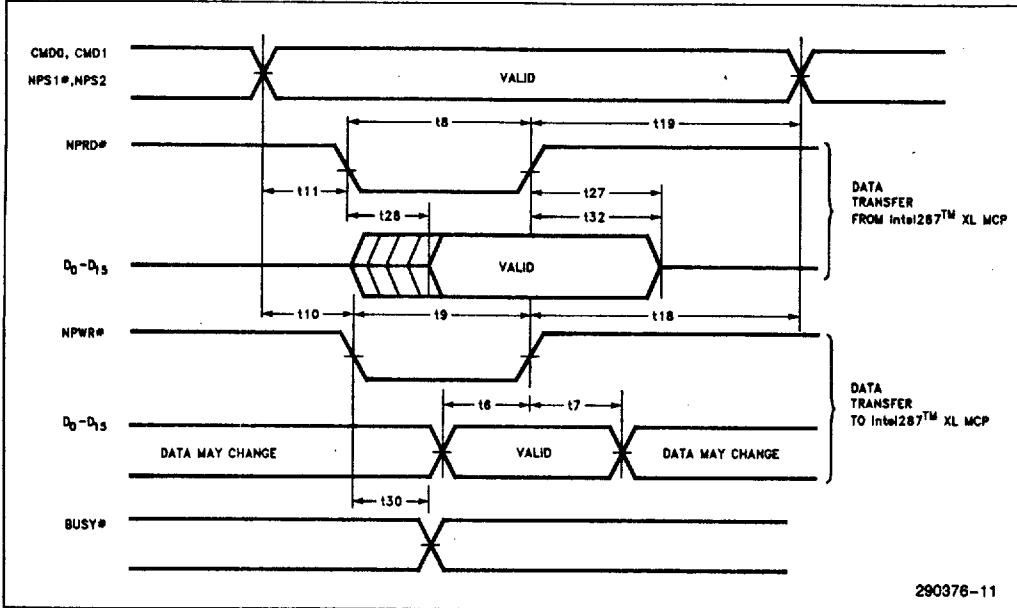 CMD0, CMD1
NPS1#,NPS2
VALID
t8
t19
NPRD#
t11
t27
t28
t32
DATA
TRANSFER
FROM Intel287™ XL MCP
D0-D15
VALID
t10
t9
t18
NPWR#
t6
t7
DATA
TRANSFER
TO Intel287™ XL MCP
D0-D15
DATA MAY CHANGE
VALID
DATA MAY CHANGE
t30
BUSY#
290376-11